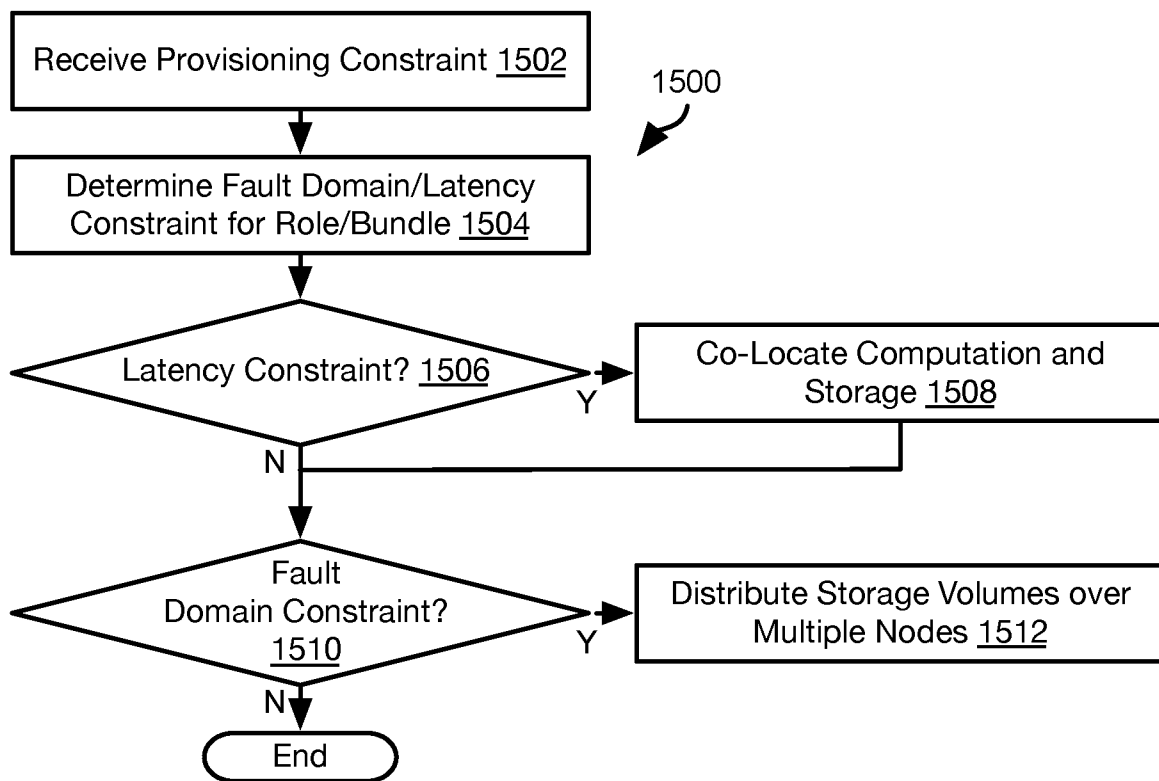 Receive Provisioning Constraint 1502
1500
Determine Fault Domain/Latency
Constraint for Role/Bundle 1504
Latency Constraint? 1506
Y
Co-Locate Computation and
Storage 1508
N
Fault
Domain Constraint?
1510
Y
Distribute Storage Volumes over
Multiple Nodes 1512
N
End